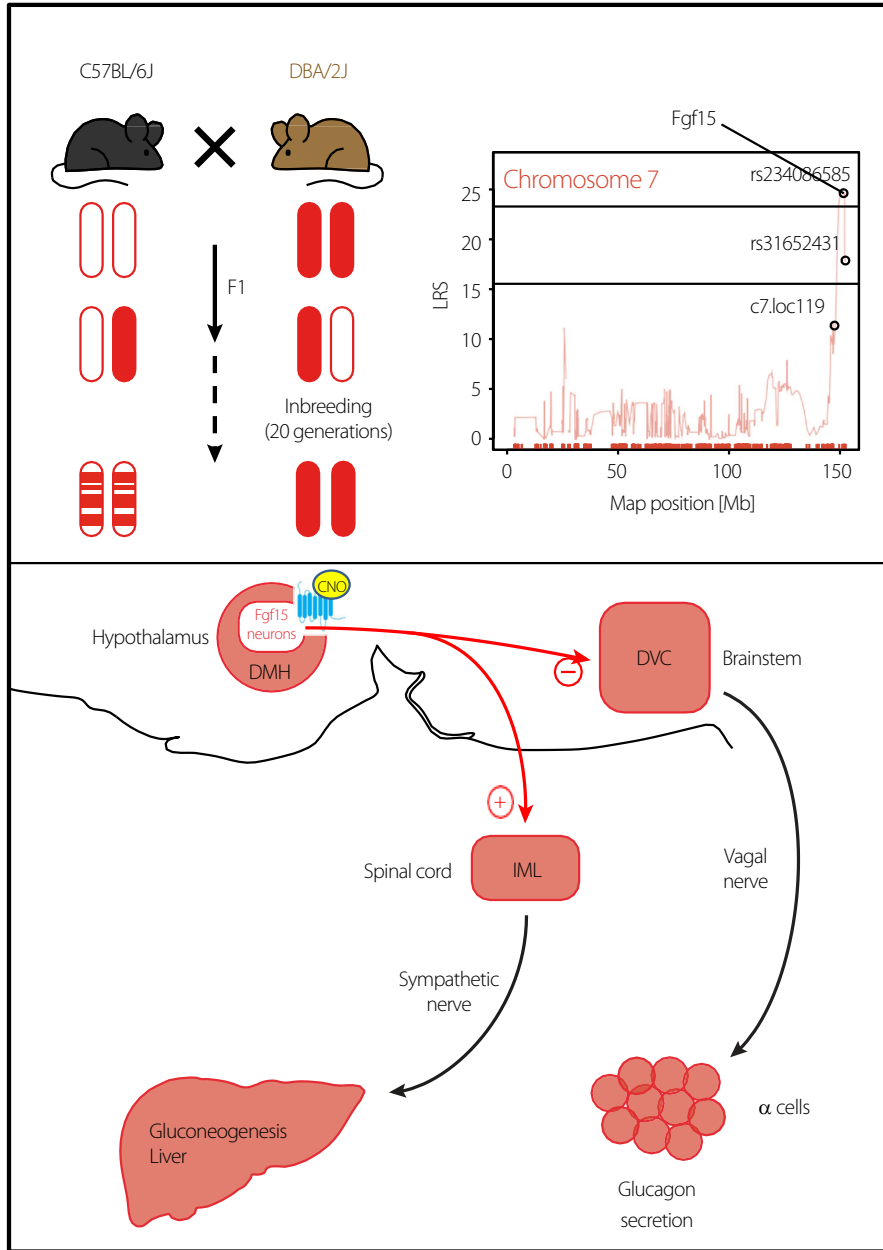 C57BL/6J
DBA/2J
F1
Inbreeding
(20 generations)
Fgf15
Chromosome 7
rs234086585
rs31652431
c7.loc119
LRS
25
20
15
10
5
0
0
50
100
150
Map position [Mb]
CNO
Fgf15
neurons
DMH
Hypothalamus
DVC
Brainstem
−
+
Spinal cord
IML
Vagal
nerve
Sympathetic
nerve
Gluconeogenesis
Liver
α cells
Glucagon
secretion